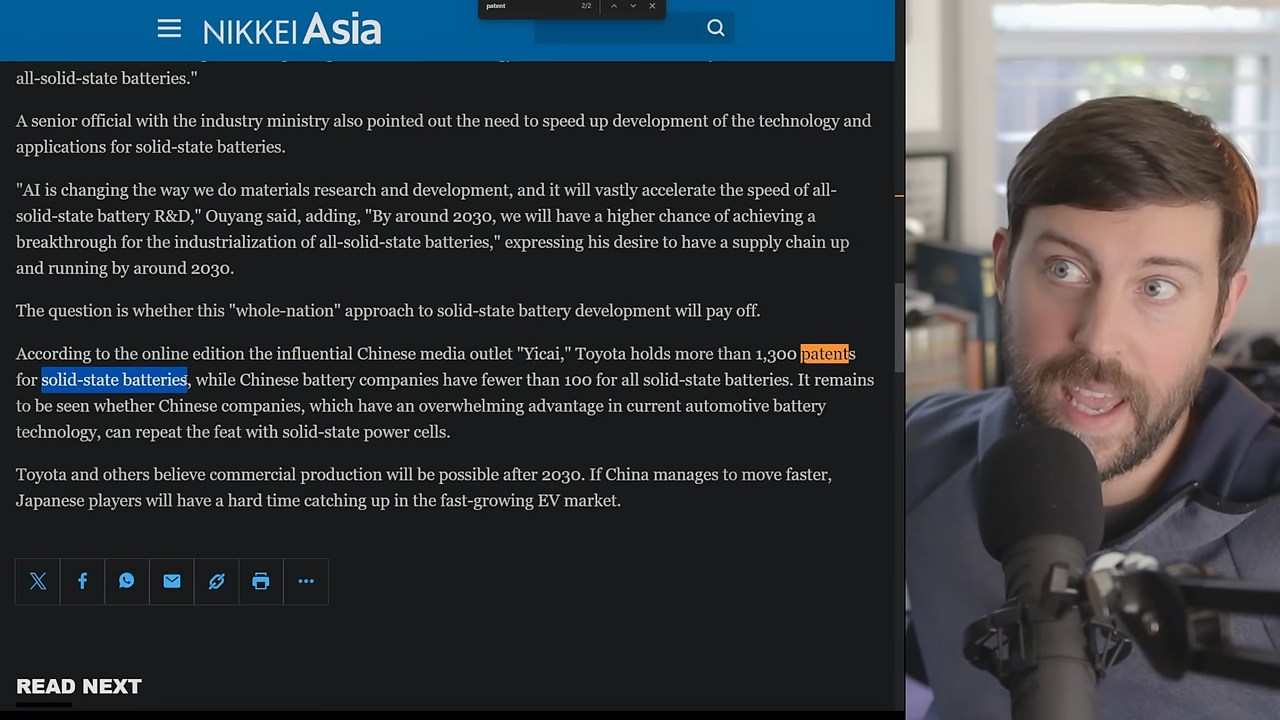 patent
2/2
NIKKEI Asia
all-solid-state batteries."
A senior official with the industry ministry also pointed out the need to speed up development of the technology and
applications for solid-state batteries.
"AI is changing the way we do materials research and development, and it will vastly accelerate the speed of all-
solid-state battery R&D," Ouyang said, adding, "By around 2030, we will have a higher chance of achieving a
breakthrough for the industrialization of all-solid-state batteries," expressing his desire to have a supply chain up
and running by around 2030.
The question is whether this "whole-nation" approach to solid-state battery development will pay off.
According to the online edition the influential Chinese media outlet "Yicai," Toyota holds more than 1,300 patents
for solid-state batteries, while Chinese battery companies have fewer than 100 for all solid-state batteries. It remains
to be seen whether Chinese companies, which have an overwhelming advantage in current automotive battery
technology, can repeat the feat with solid-state power cells.
Toyota and others believe commercial production will be possible after 2030. If China manages to move faster,
Japanese players will have a hard time catching up in the fast-growing EV market.
READ NEXT